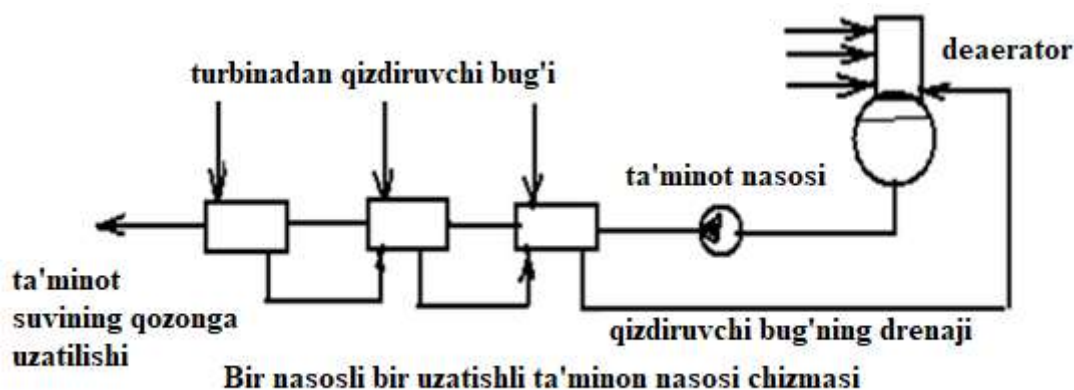 deaerator
turbinadan qizdiruvchi bug'i
ta'minot nasosi
ta'minot
suvining qozonga
uzatilishi
qizdiruvchi bug'ning drenaji
Bir nasosli bir uzatishli ta'minon nasosi chizmasi